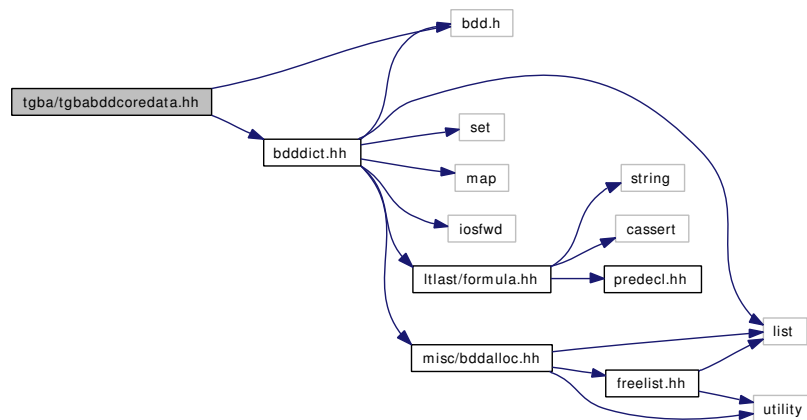 bdd.h
tgba/tgbabddcoredata.hh
set
bdddict.hh
map
string
iosfwd
cassert
ltlast/formula.hh
predecl.hh
list
misc/bddalloc.hh
freelist.hh
utility